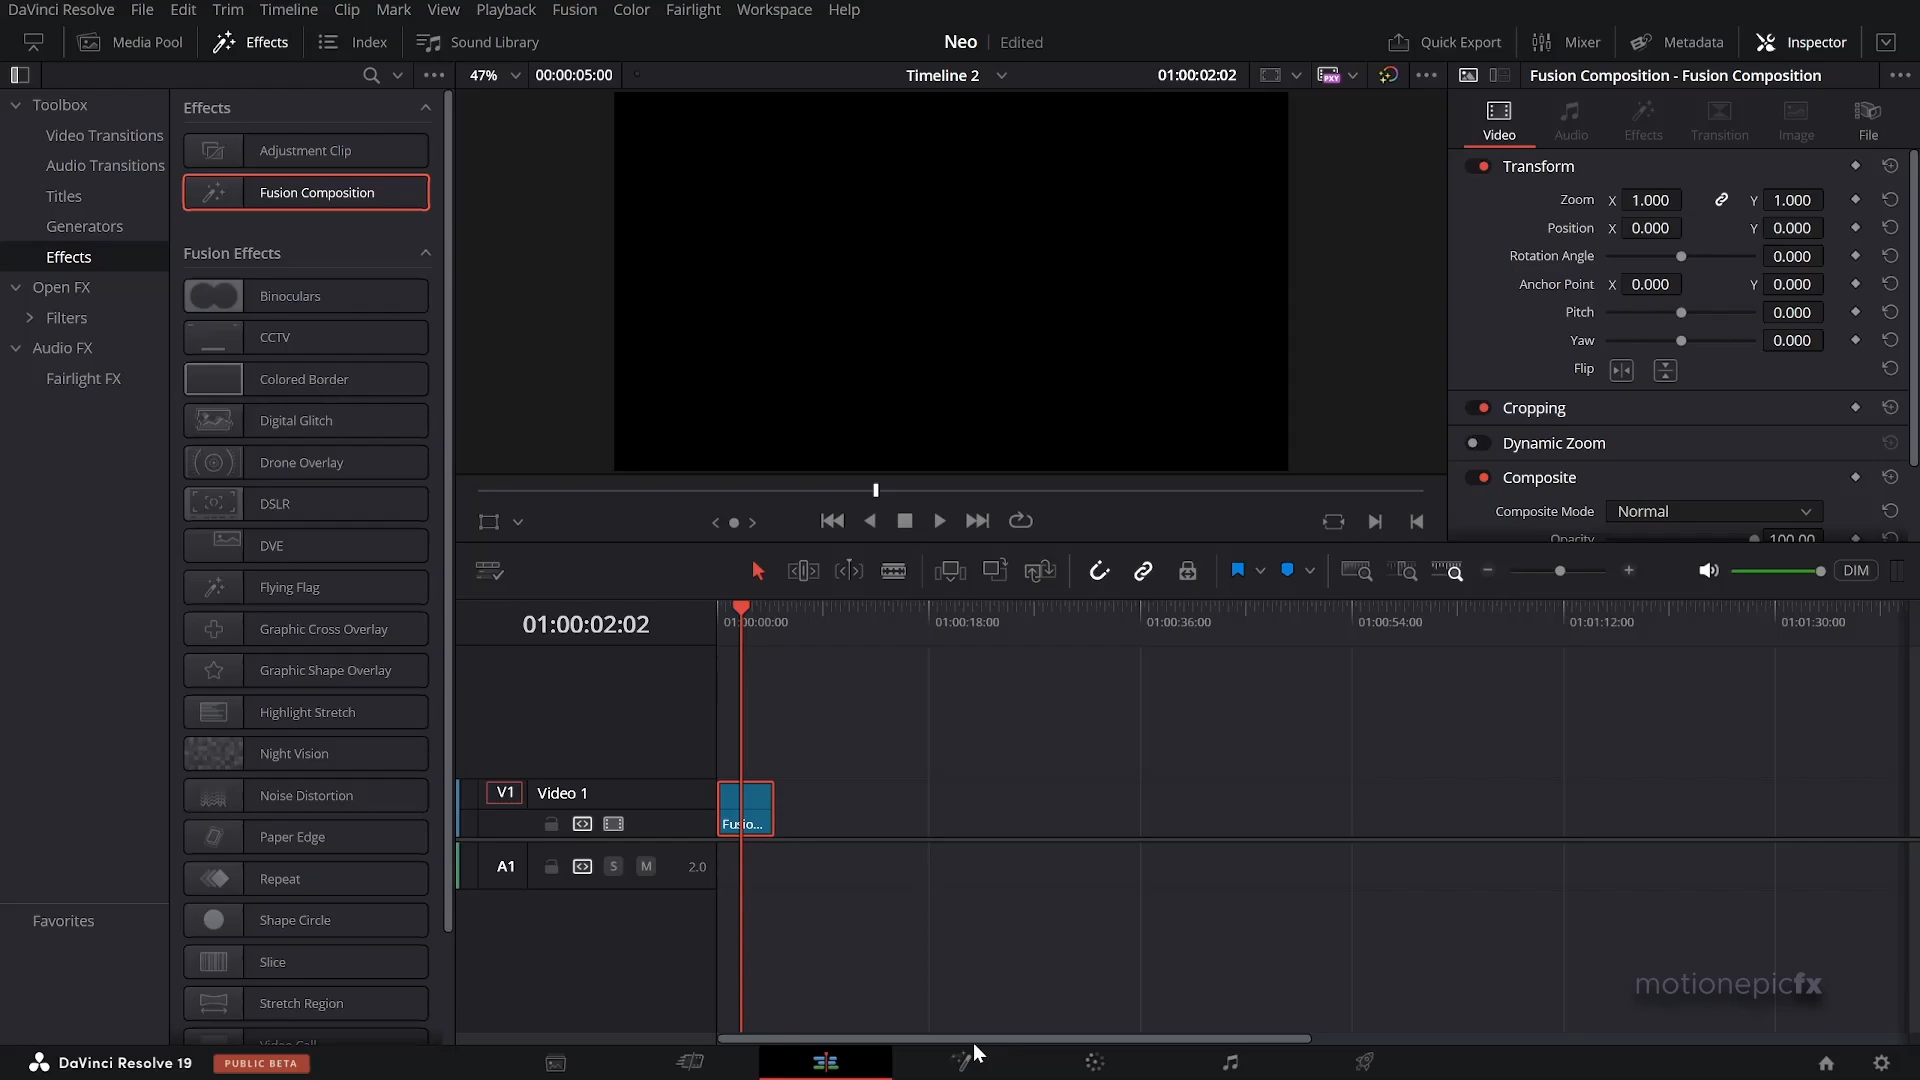 DaVinci Resolve File Edit Trim Timeline Clip Mark View Playback Fusion Color Fairlight Workspace Help
Media Pool Effects Index Sound Library Neo Edited Quick Export Mixer Metadata Inspector
47% 00:00:05:00 Timeline 2 01:00:02:02 PXY Fusion Composition - Fusion Composition
Toolbox
Video Transitions
Audio Transitions
Titles
Generators
Effects
Open FX
Filters
Audio FX
Fairlight FX
Favorites
Effects
Adjustment Clip
Fusion Composition
Fusion Effects
Binoculars
CCTV
Colored Border
Digital Glitch
Drone Overlay
DSLR
DVE
Flying Flag
Graphic Cross Overlay
Graphic Shape Overlay
Highlight Stretch
Night Vision
Noise Distortion
Paper Edge
Repeat
Shape Circle
Slice
Stretch Region
Video Call
Video Audio Effects Transition Image File
Transform
Zoom X 1.000 Y 1.000
Position X 0.000 Y 0.000
Rotation Angle 0.000
Anchor Point X 0.000 Y 0.000
Pitch 0.000
Yaw 0.000
Flip
Cropping
Dynamic Zoom
Composite
Composite Mode Normal
Opacity 100.00
DIM
01:00:02:02
01:00:00:00 01:00:18:00 01:00:36:00 01:00:54:00 01:01:12:00 01:01:30:00
V1 Video 1
Fusio...
A1 S M 2.0
motionepicfx
DaVinci Resolve 19 PUBLIC BETA